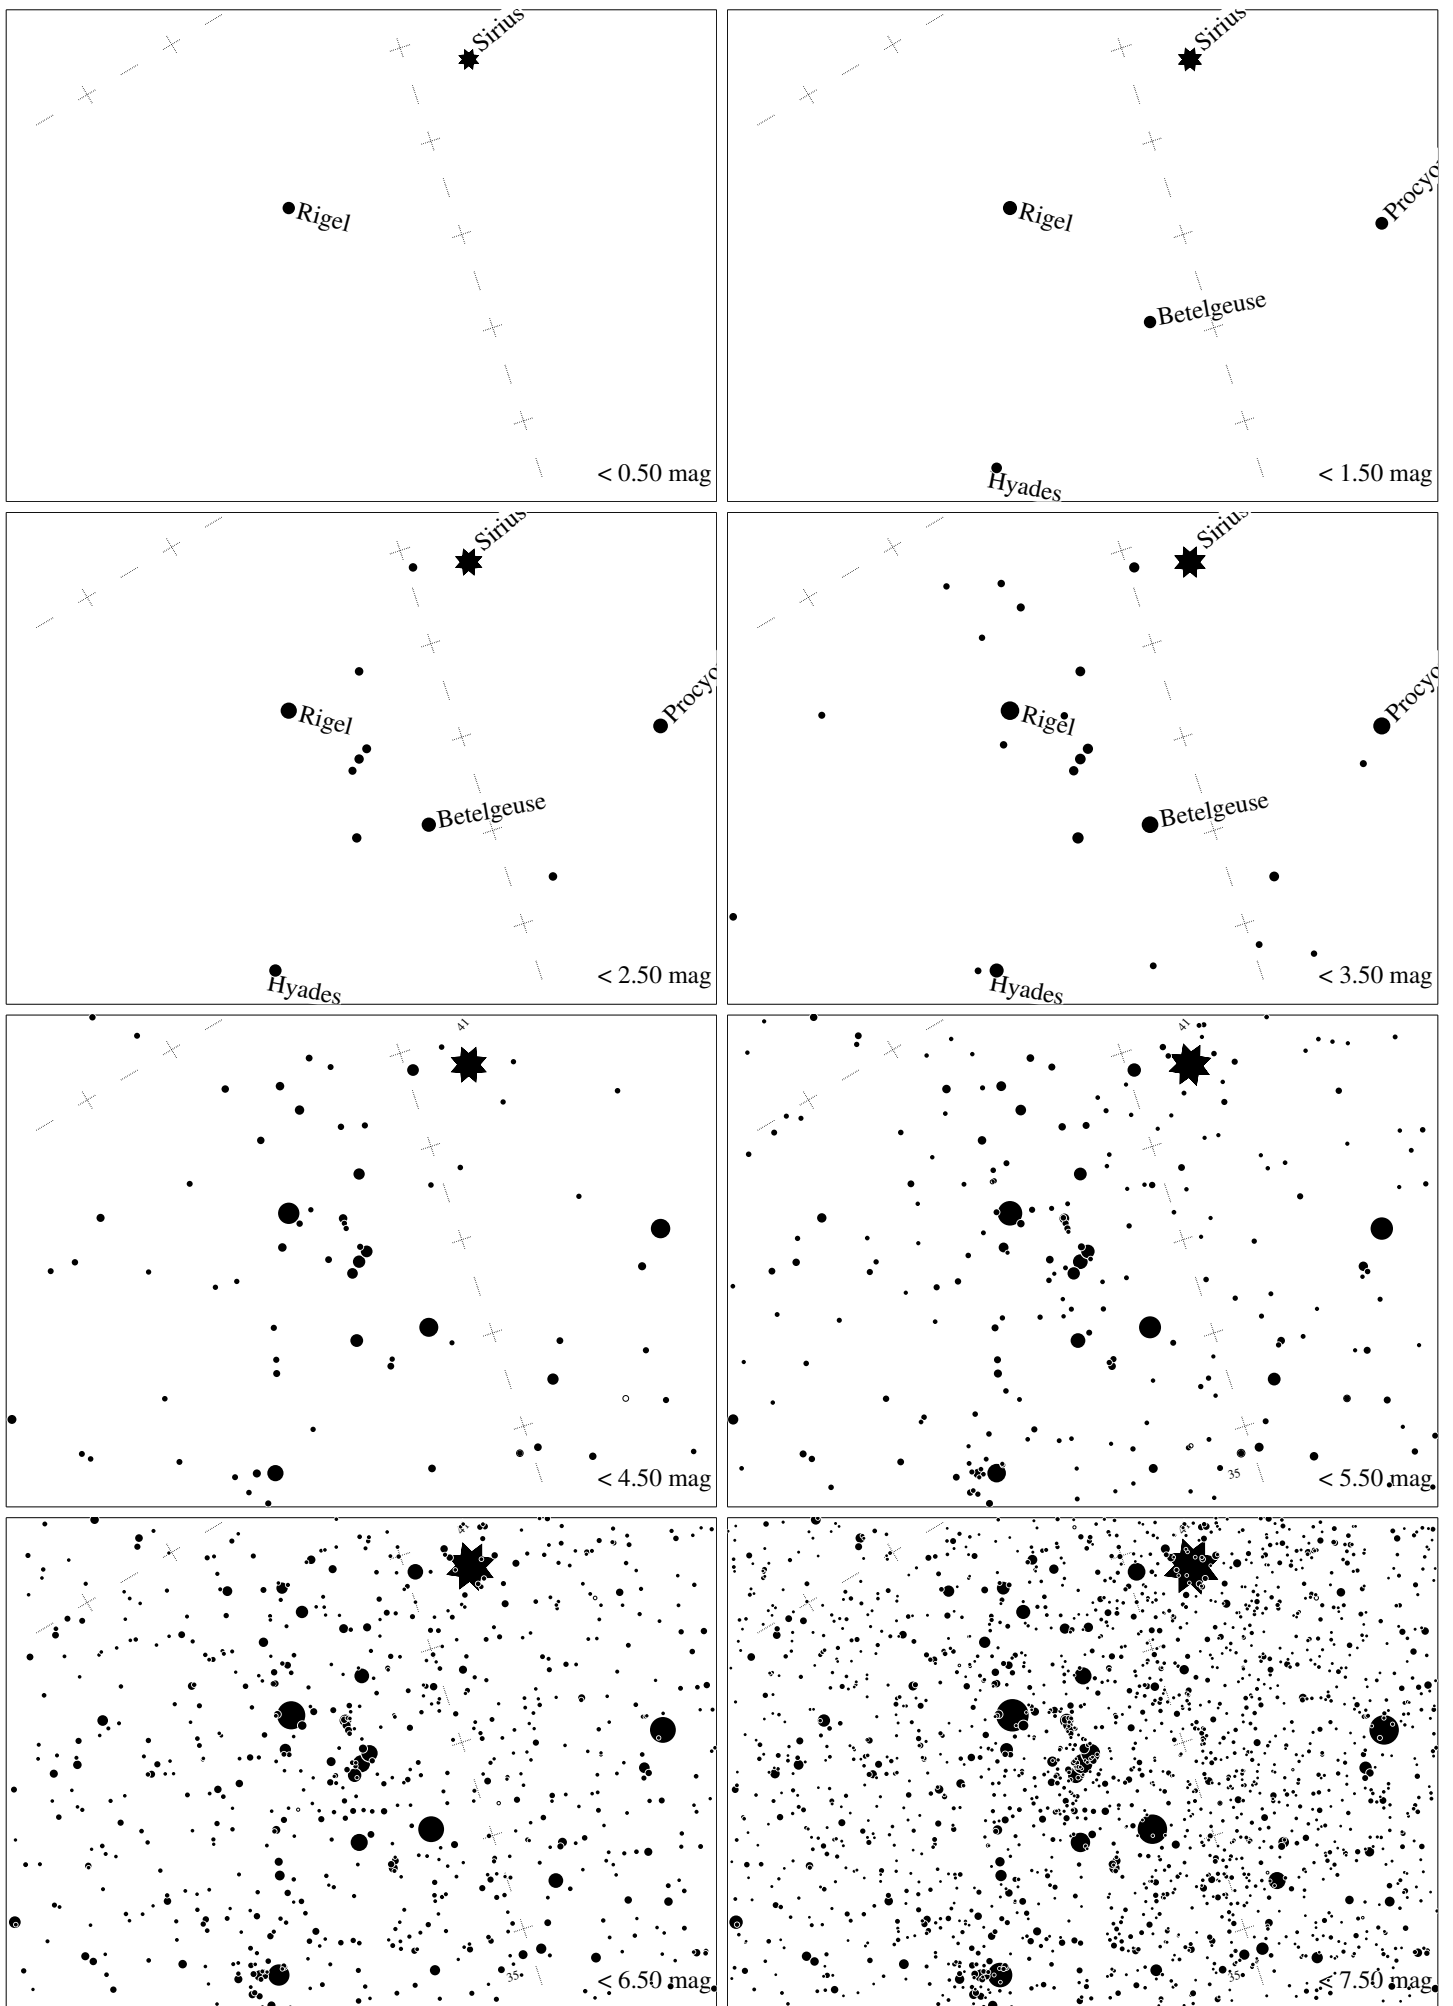 Sirius
Rigel
< 0.50 mag
Sirius
Procyo
Rigel
Betelgeuse
Hyades
< 1.50 mag
Sirius
Procyo
Rigel
Betelgeuse
Hyades
< 2.50 mag
Sirius
Procyo
Rigel
Betelgeuse
Hyades
< 3.50 mag
41
< 4.50 mag
41
35
< 5.50 mag
35
< 6.50 mag
35
< 7.50 mag